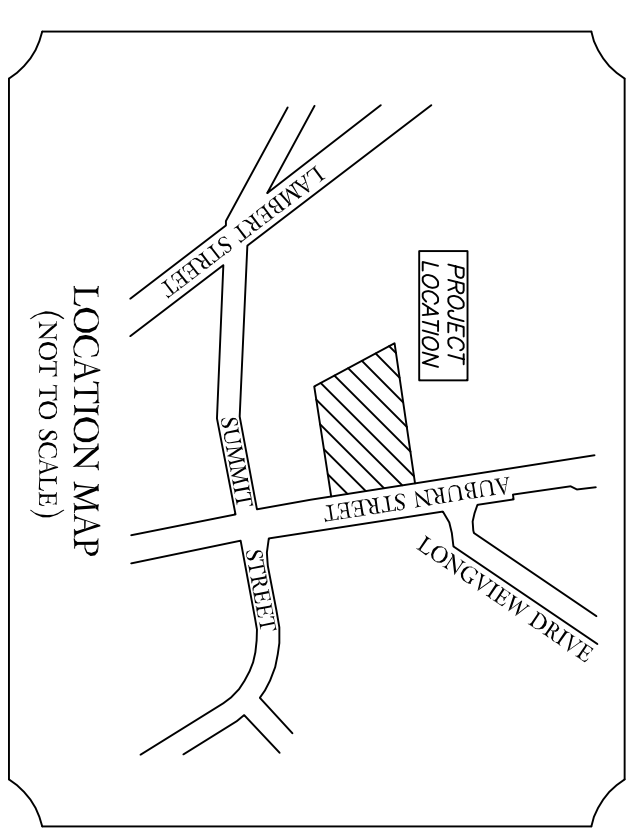 LAMBERT STREET
PROJECT
LOCATION
SUMMIT
STREET
AUBURN STREET
LONGVIEW DRIVE
LOCATION MAP
(NOT TO SCALE)